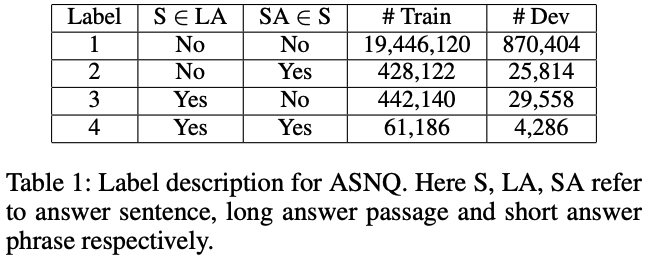 Label S ∈ LA SA ∈ S # Train # Dev
1 No No 19,446,120 870,404
2 No Yes 428,122 25,814
3 Yes No 442,140 29,558
4 Yes Yes 61,186 4,286
Table 1: Label description for ASNQ. Here S, LA, SA refer
to answer sentence, long answer passage and short answer
phrase respectively.